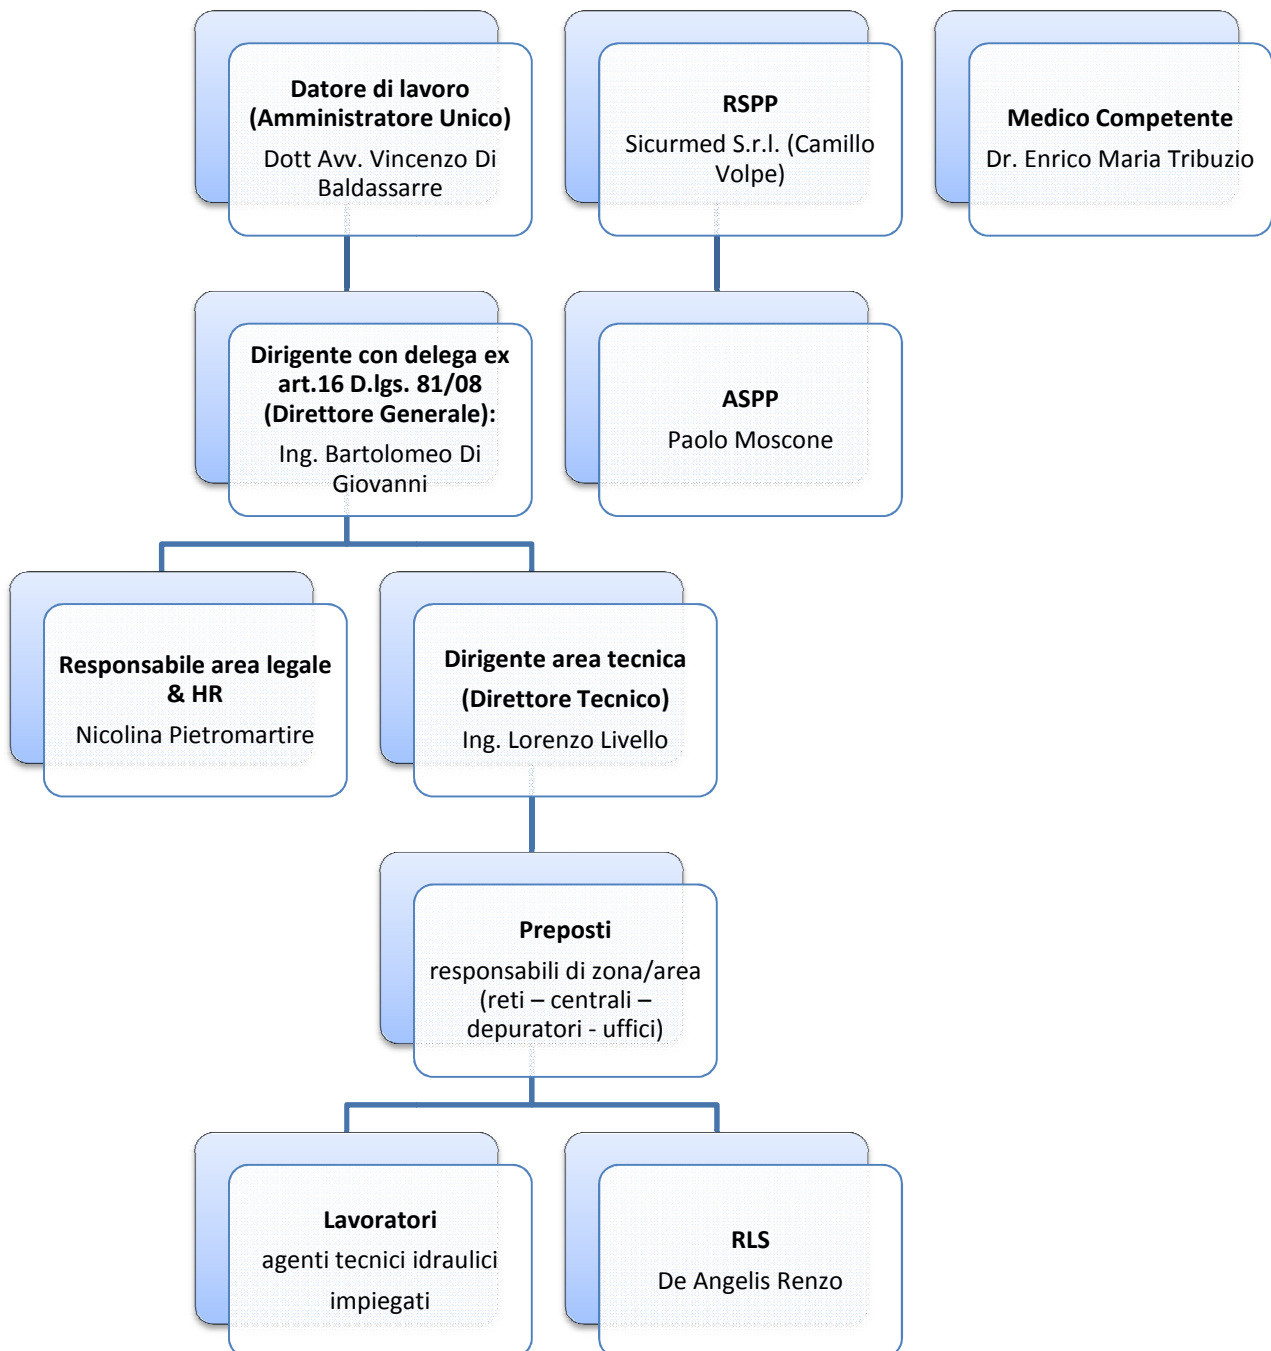 Datore di lavoro
(Amministratore Unico)
Dott Avv. Vincenzo Di
Baldassarre
RSPP
Sicurmed S.r.l. (Camillo
Volpe)
Medico Competente
Dr. Enrico Maria Tribuzio
Dirigente con delega ex
art.16 D.lgs. 81/08
(Direttore Generale):
Ing. Bartolomeo Di
Giovanni
ASPP
Paolo Moscone
Responsabile area legale
& HR
Nicolina Pietromartire
Dirigente area tecnica
(Direttore Tecnico)
Ing. Lorenzo Livello
Preposti
responsabili di zona/area
(reti – centrali –
depuratori - uffici)
Lavoratori
agenti tecnici idraulici
impiegati
RLS
De Angelis Renzo